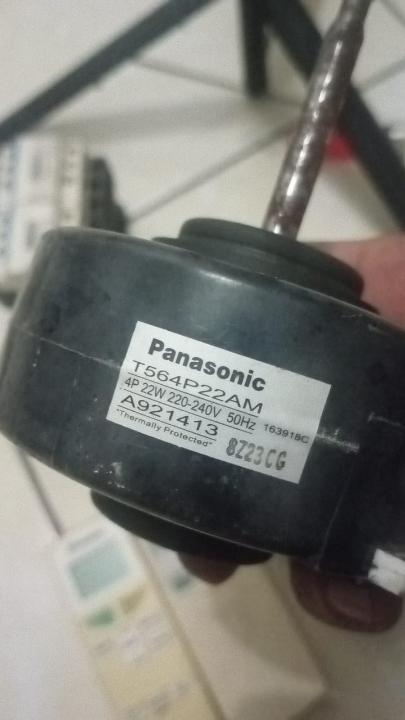 Panasonic
T564P22AM
4P 22W 220-240V 50Hz 163918C
A921413
"Thermally Protected" 8Z23CG